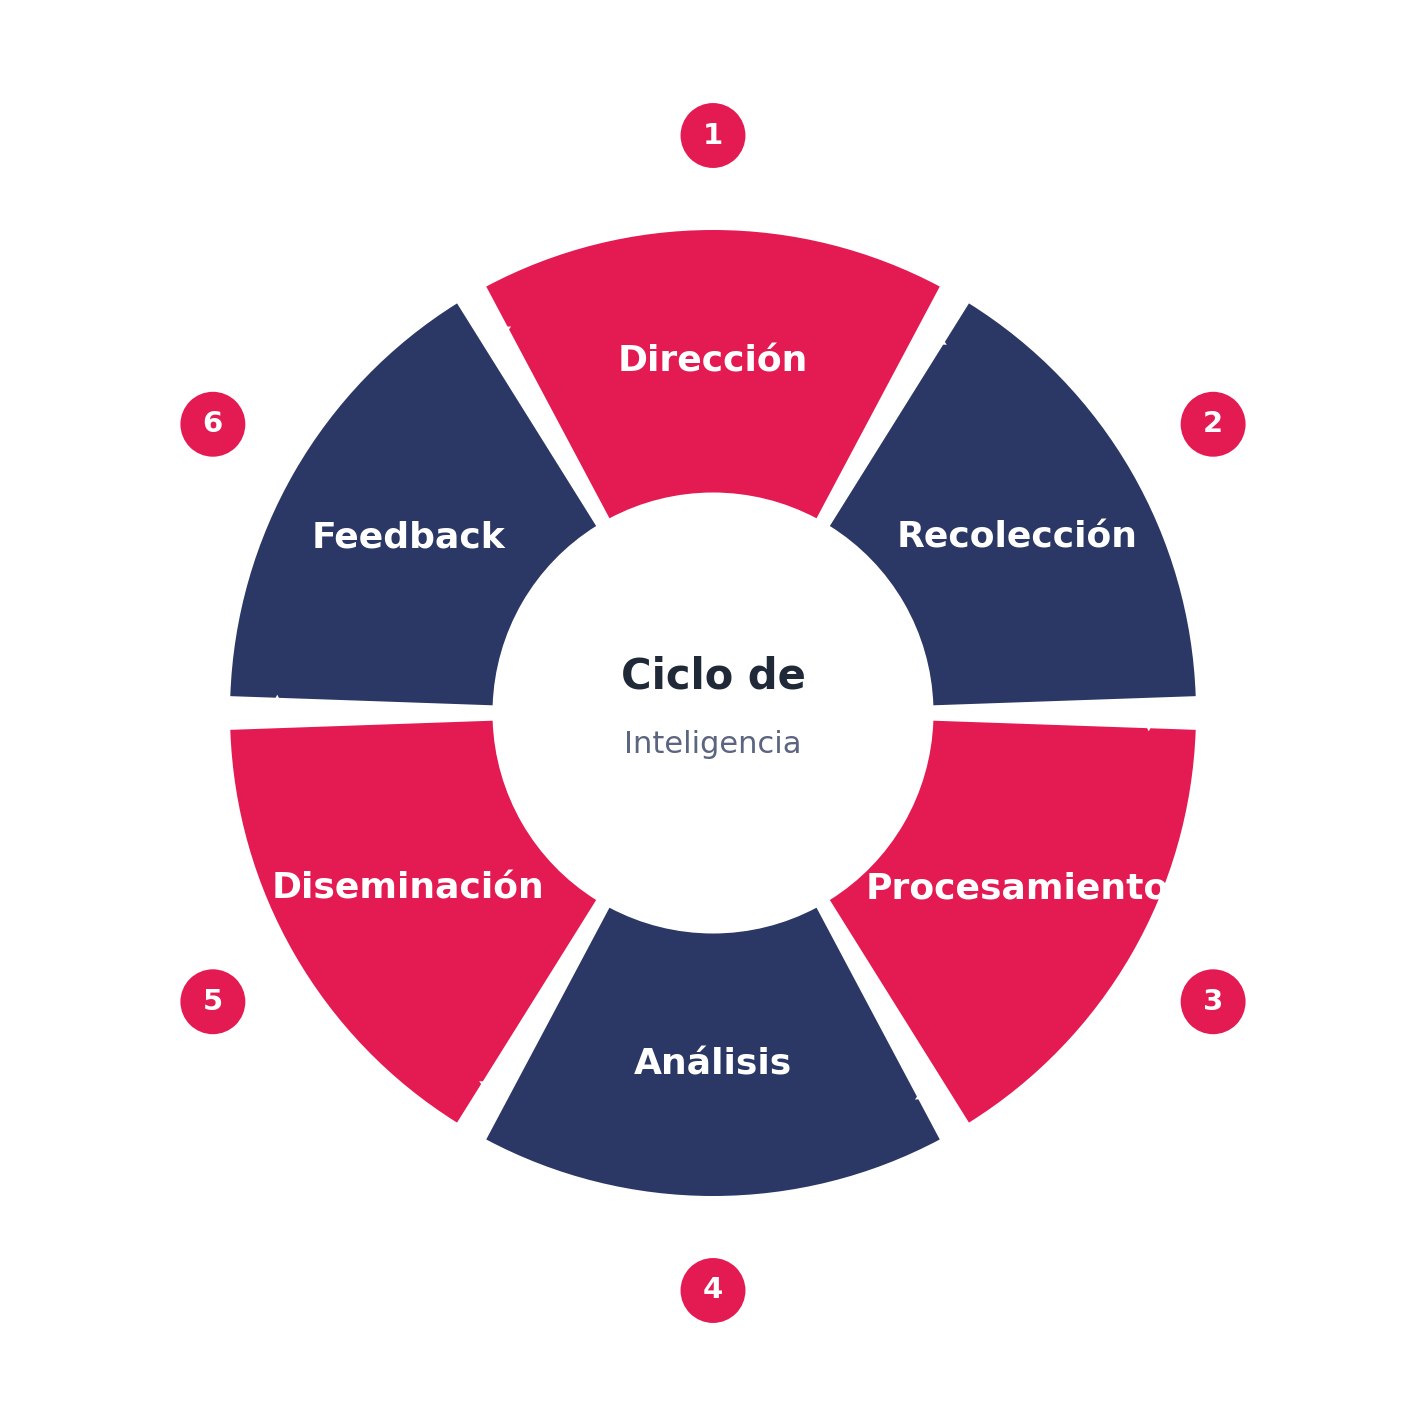 1
Dirección
2
Recolección
3
Procesamiento
4
Análisis
5
Diseminación
6
Feedback
Ciclo de
Inteligencia